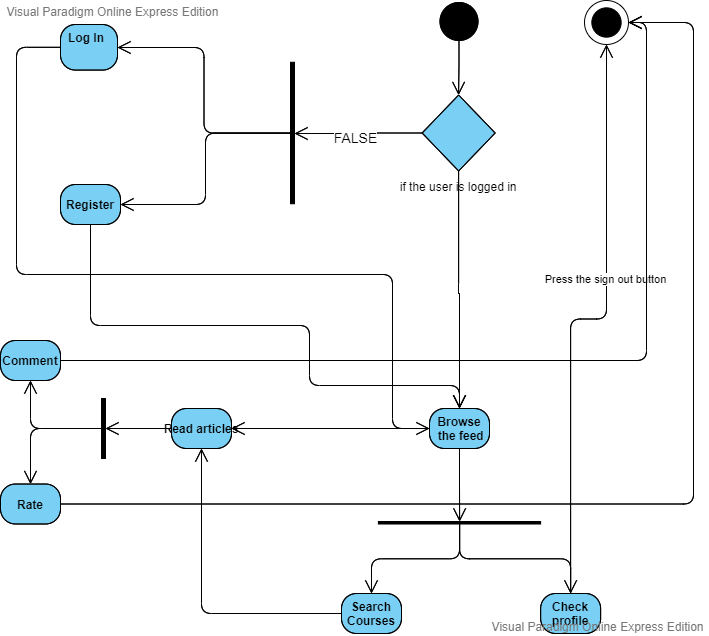 Visual Paradigm Online Express Edition
Log In
FALSE
if the user is logged in
Register
Press the sign out button
Comment
Read articles
Browse
the feed
Rate
Search
Courses
Check
profile
Visual Paradigm Online Express Edition